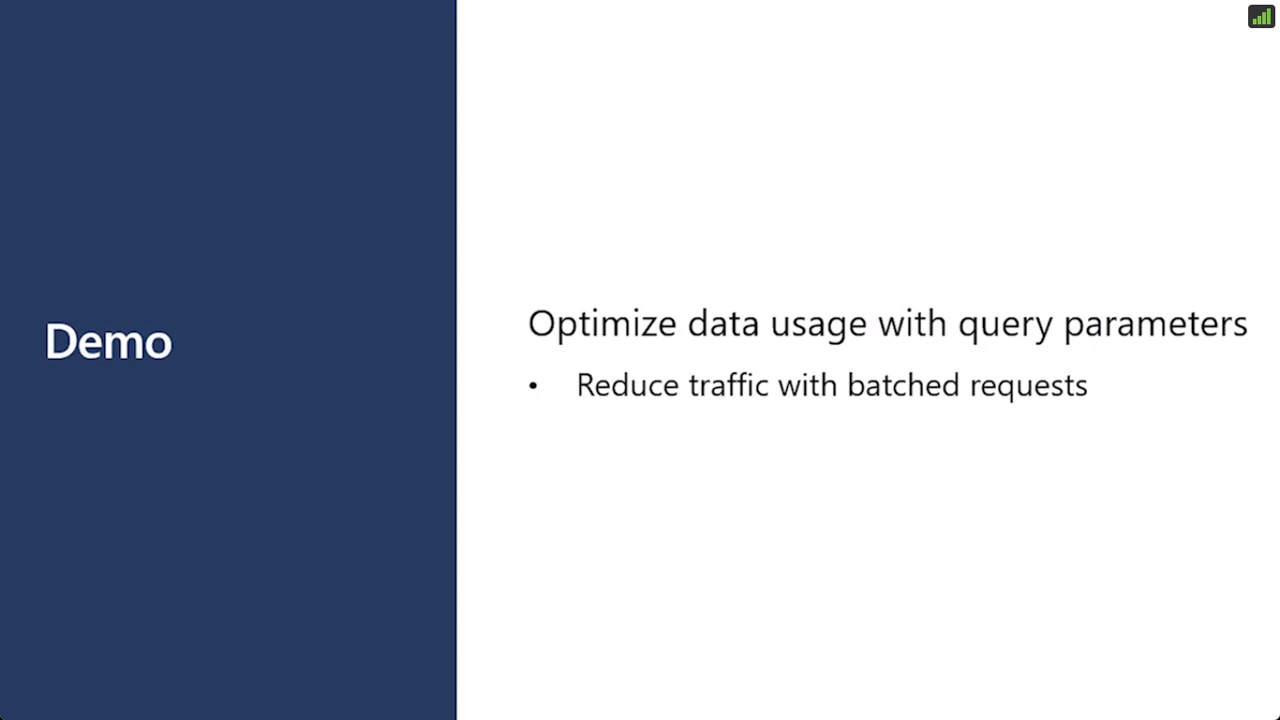 Demo
Optimize data usage with query parameters
• Reduce traffic with batched requests